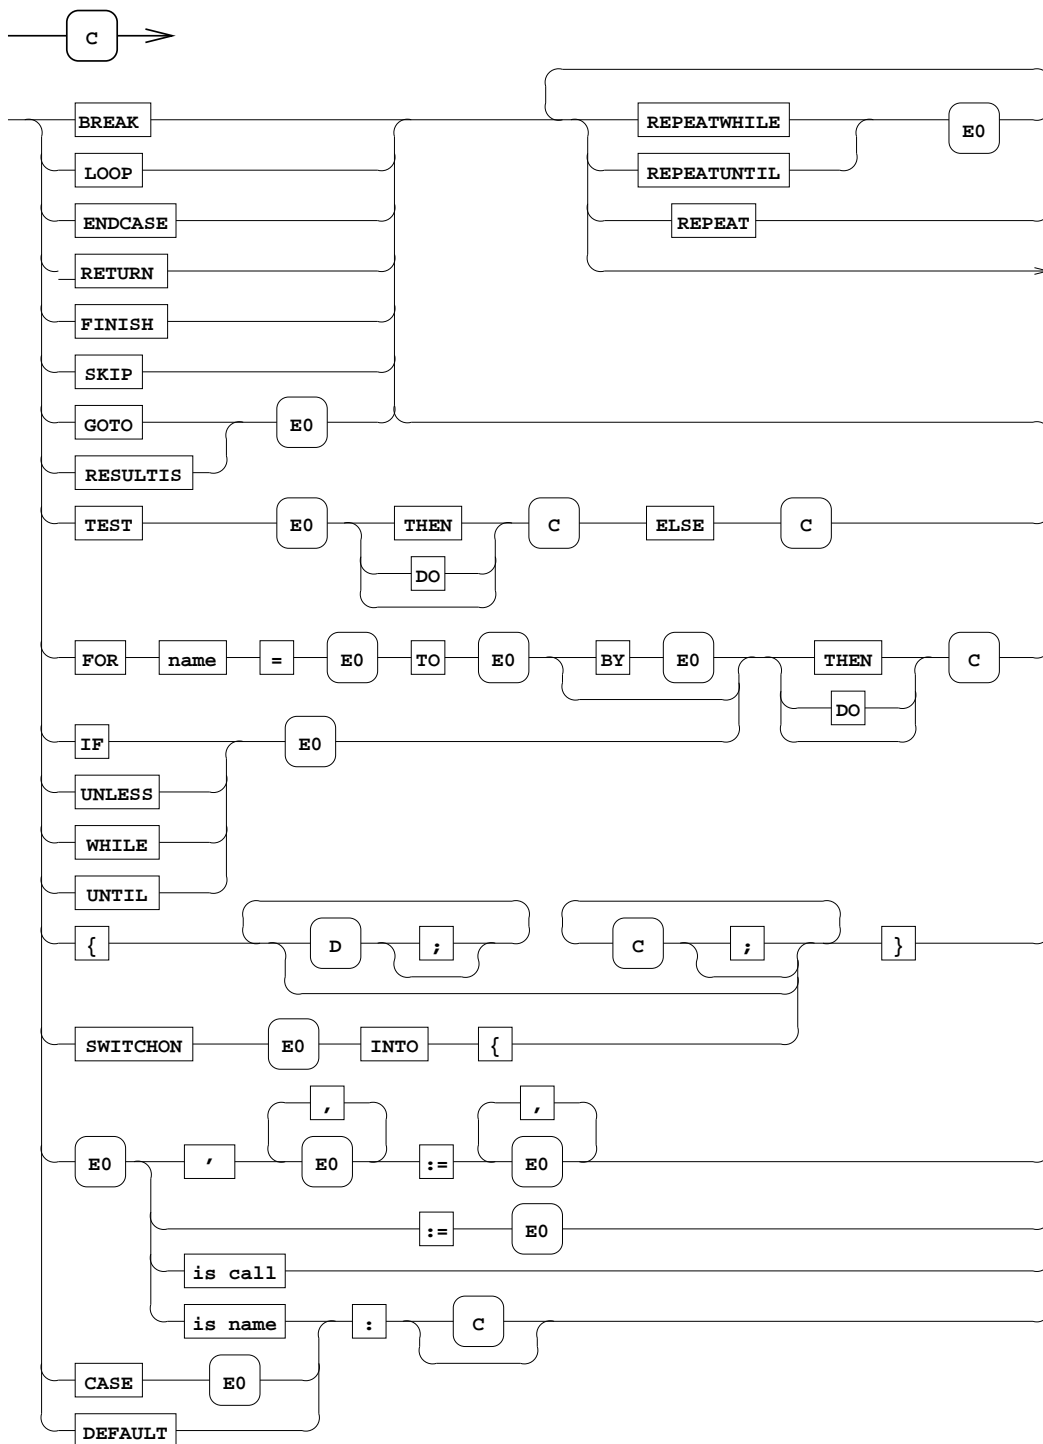 C
BREAK REPEATWHILE E0
LOOP REPEATUNTIL
ENDCASE REPEAT
RETURN
FINISH
SKIP
GOTO E0
RESULTIS
TEST E0 THEN C ELSE C
DO
FOR name = E0 TO E0 BY E0 THEN C
DO
IF E0
UNLESS
WHILE
UNTIL
{ D ; C ; }
SWITCHON E0 INTO {
, ,
E0 ' E0 := E0
:= E0
is call
is name : C
CASE E0
DEFAULT